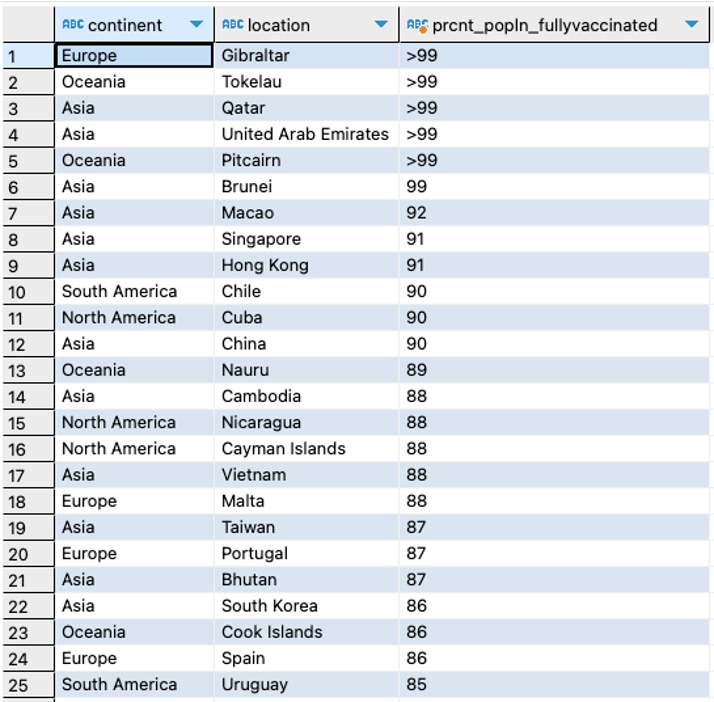 ABC continent ABC location ABC prcnt_popln_fullyvaccinated
1 Europe Gibraltar >99
2 Oceania Tokelau >99
3 Asia Qatar >99
4 Asia United Arab Emirates >99
5 Oceania Pitcairn >99
6 Asia Brunei 99
7 Asia Macao 92
8 Asia Singapore 91
9 Asia Hong Kong 91
10 South America Chile 90
11 North America Cuba 90
12 Asia China 90
13 Oceania Nauru 89
14 Asia Cambodia 88
15 North America Nicaragua 88
16 North America Cayman Islands 88
17 Asia Vietnam 88
18 Europe Malta 88
19 Asia Taiwan 87
20 Europe Portugal 87
21 Asia Bhutan 87
22 Asia South Korea 86
23 Oceania Cook Islands 86
24 Europe Spain 86
25 South America Uruguay 85